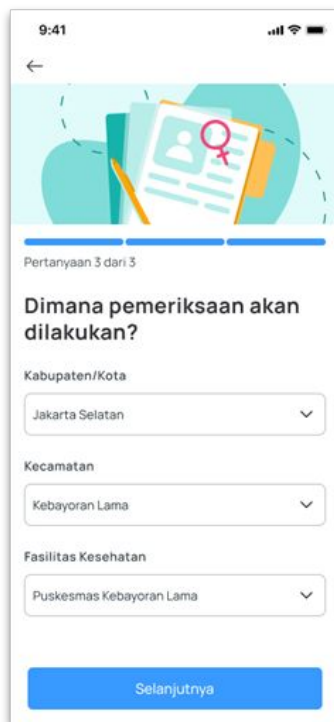 9:41
Pertanyaan 3 dari 3
Dimana pemeriksaan akan
dilakukan?
Kabupaten/Kota
Jakarta Selatan
Kecamatan
Kebayoran Lama
Fasilitas Kesehatan
Puskesmas Kebayoran Lama
Selanjutnya